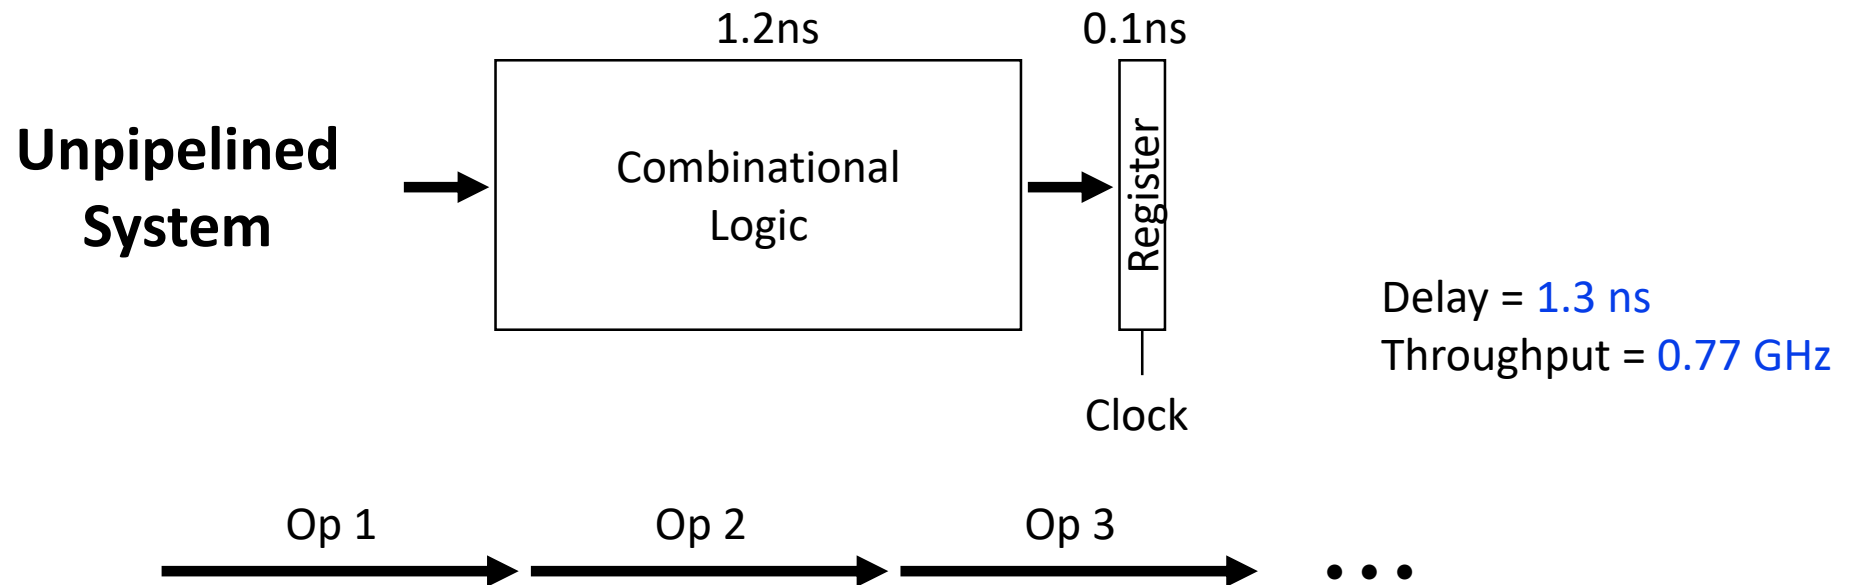 1.2ns
0.1ns
Unpipelined
System
Combinational
Logic
Register
Delay = 1.3 ns
Throughput = 0.77 GHz
Clock
Op 1
Op 2
Op 3
• • •